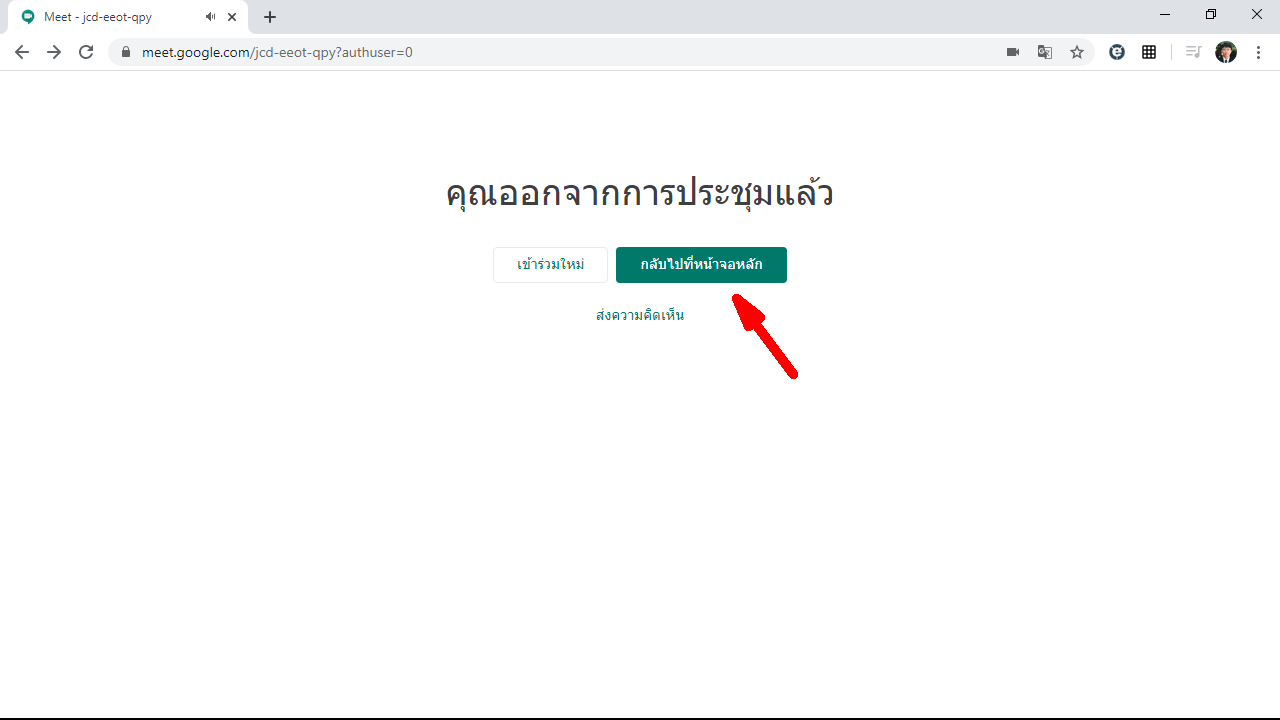 Meet - jcd-eeot-qpy
meet.google.com/jcd-eeot-qpy?authuser=0
คุณออกจากการประชุมแล้ว
เข้าร่วมใหม่
กลับไปที่หน้าจอหลัก
ส่งความคิดเห็น